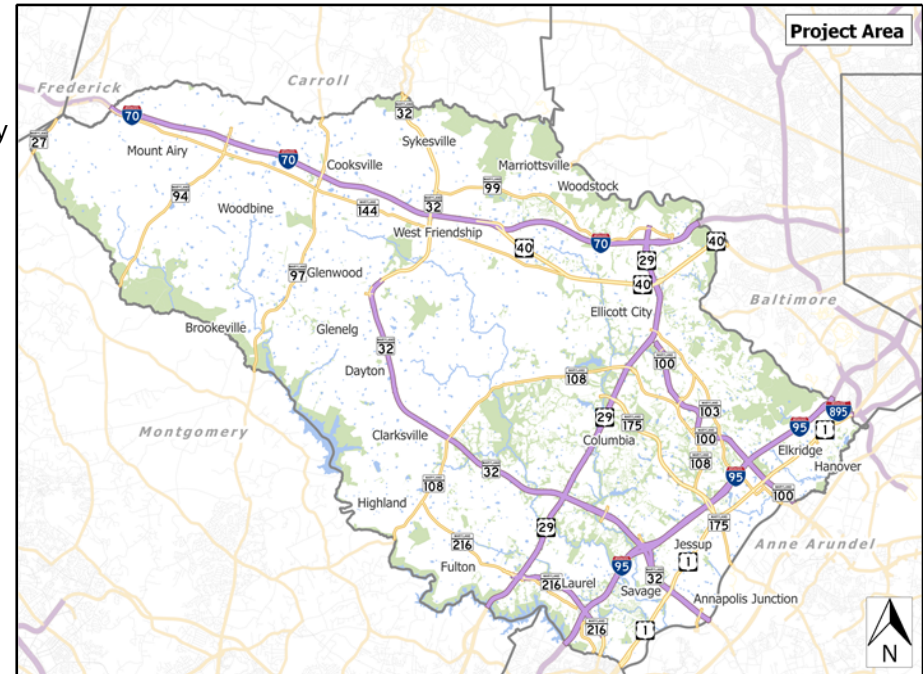 Project Area
Frederick
Carroll
y
70
32
27
Mount Airy
Sykesville
70
Cooksville
Marriottsville
99
Woodstock
94
Woodbine
144
32
West Friendship
40
70
29
40
97
Glenwood
40
Baltimore
Brookeville
Glenelg
Ellicott City
32
Dayton
108
100
29
175
103
895
95
Montgomery
Clarksville
Columbia
100
1
Elkridge
32
108
Hanover
108
95
100
Highland
29
175
216
Jessup
Anne Arundel
Fulton
95
1
216
Laurel
32
Savage
Annapolis Junction
216
1
N